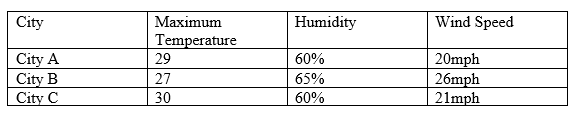 City Maximum Temperature Humidity Wind Speed
City A 29 60% 20mph
City B 27 65% 26mph
City C 30 60% 21mph